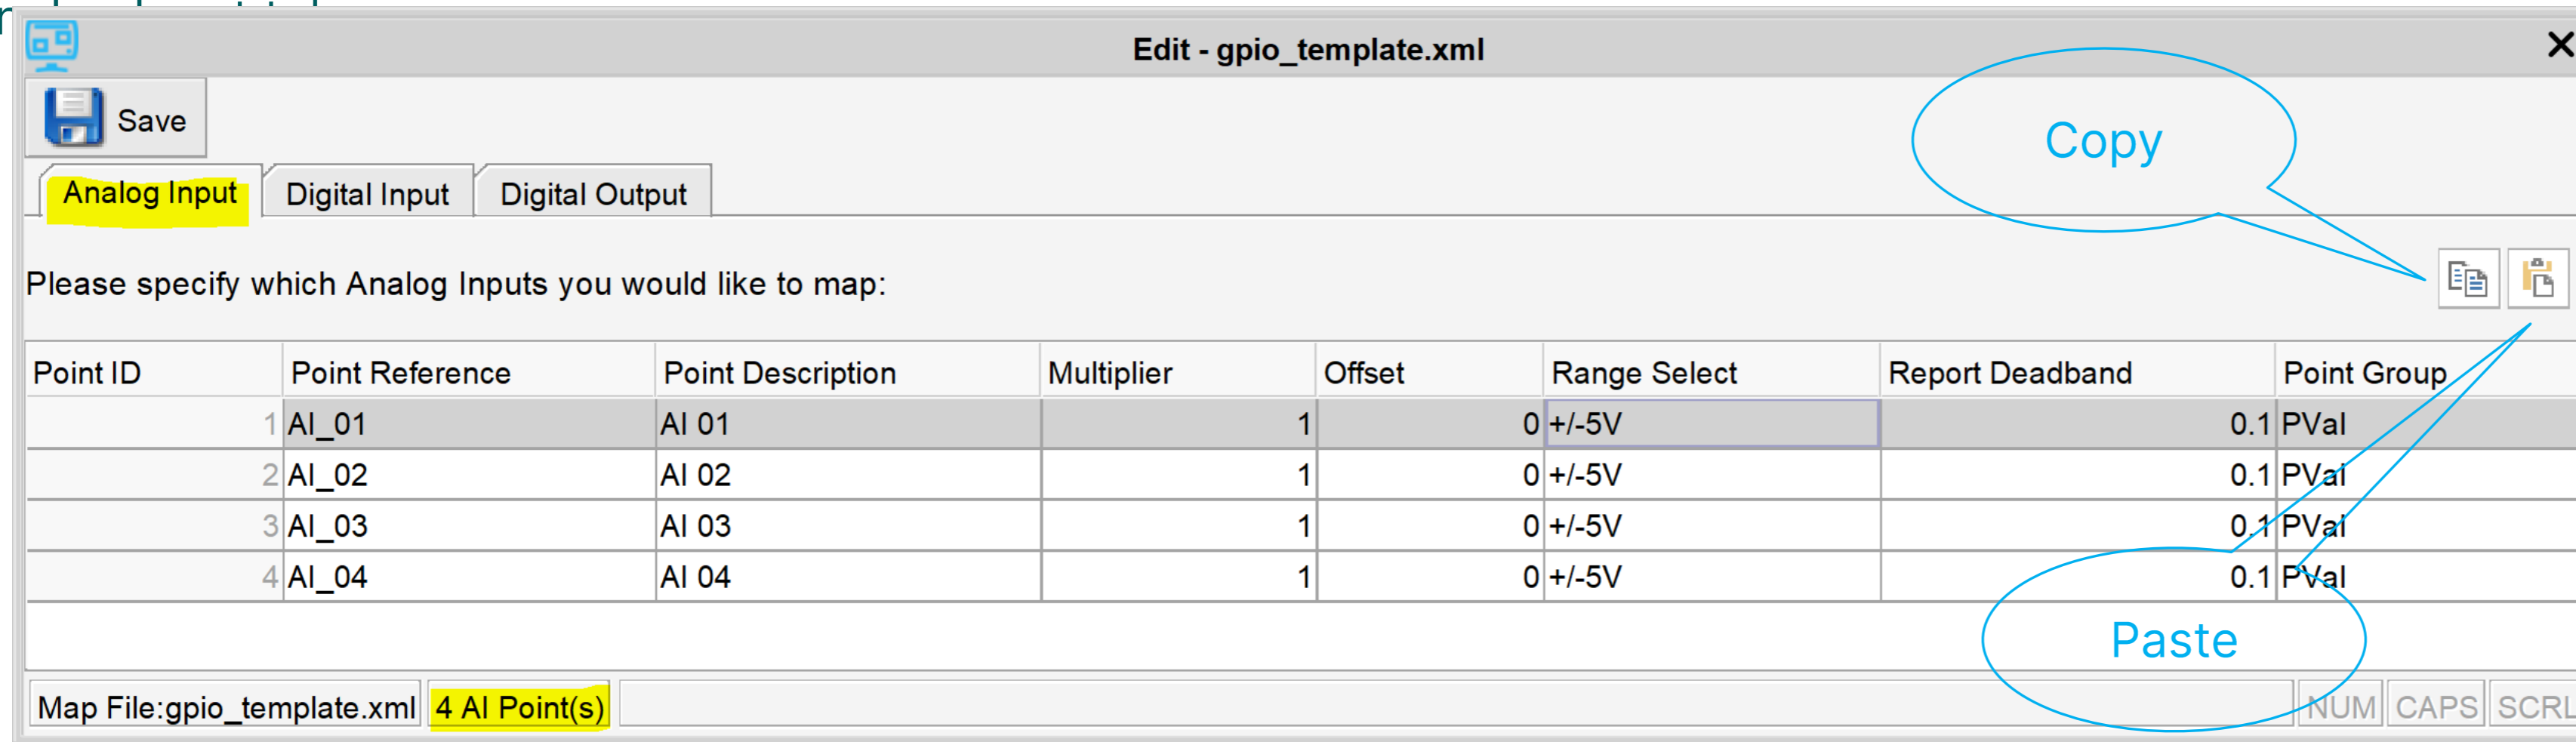 Edit - gpio_template.xml
Save
Copy
Analog Input Digital Input Digital Output
Please specify which Analog Inputs you would like to map:
Point ID Point Reference Point Description Multiplier Offset Range Select Report Deadband Point Group
1 AI_01 AI 01 1 0 +/-5V 0.1 PVal
2 AI_02 AI 02 1 0 +/-5V 0.1 PVal
3 AI_03 AI 03 1 0 +/-5V 0.1 PVal
4 AI_04 AI 04 1 0 +/-5V 0.1 PVal
Paste
Map File:gpio_template.xml 4 AI Point(s) NUM CAPS SCRL